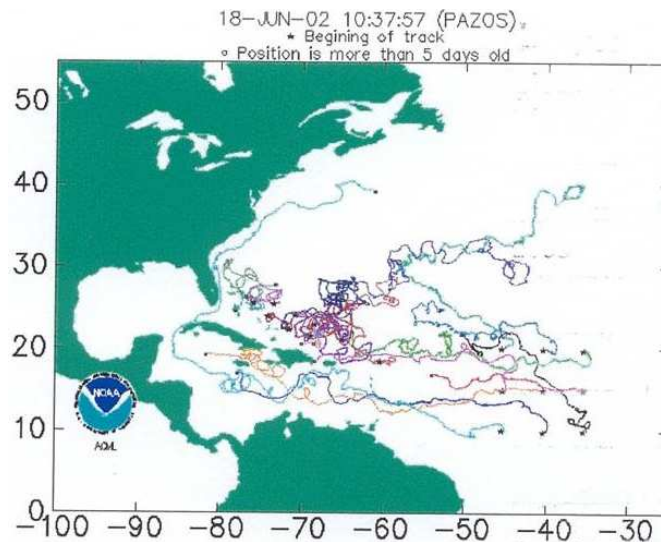 18-JUN-02 10:37:57 (PAZOS)
* Begining of track
o Position is more than 5 days old
50
40
30
20
10
0
NOAA
AOML
-100 -90 -80 -70 -60 -50 -40 -30